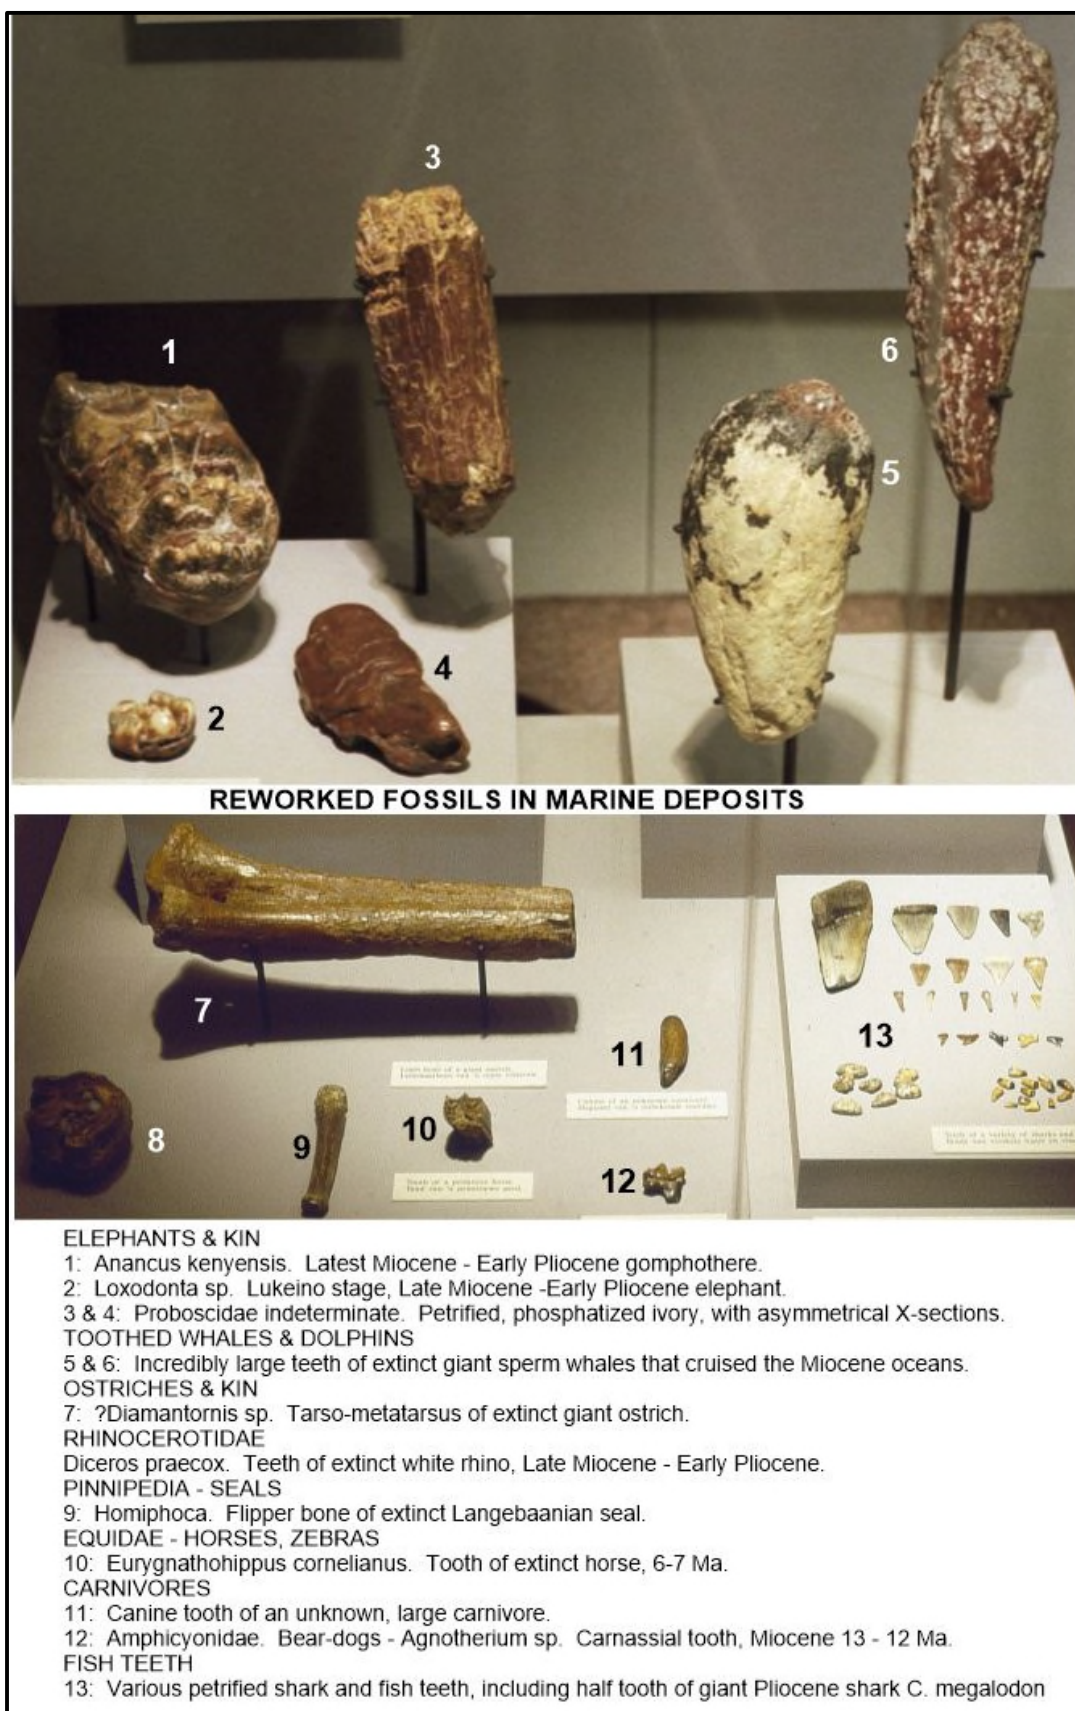 3
1
6
5
4
2
REWORKED FOSSILS IN MARINE DEPOSITS
7
11
13
8
9
10
12
ELEPHANTS & KIN
1: Anancus kenyensis. Latest Miocene - Early Pliocene gomphothere.
2: Loxodonta sp. Lukeino stage, Late Miocene -Early Pliocene elephant.
3 & 4: Proboscidae indeterminate. Petrified, phosphatized ivory, with asymmetrical X-sections.
TOOTHED WHALES & DOLPHINS
5 & 6: Incredibly large teeth of extinct giant sperm whales that cruised the Miocene oceans.
OSTRICHES & KIN
7: ?Diamantornis sp. Tarso-metatarsus of extinct giant ostrich.
RHINOCEROTIDAE
Diceros praecox. Teeth of extinct white rhino, Late Miocene - Early Pliocene.
PINNIPEDIA - SEALS
9: Homiphoca. Flipper bone of extinct Langebaanian seal.
EQUIDAE - HORSES, ZEBRAS
10: Eurygnathohippus cornelianus. Tooth of extinct horse, 6-7 Ma.
CARNIVORES
11: Canine tooth of an unknown, large carnivore.
12: Amphicyonidae. Bear-dogs - Agnotherium sp. Carnassial tooth, Miocene 13 - 12 Ma.
FISH TEETH
13: Various petrified shark and fish teeth, including half tooth of giant Pliocene shark C. megalodon